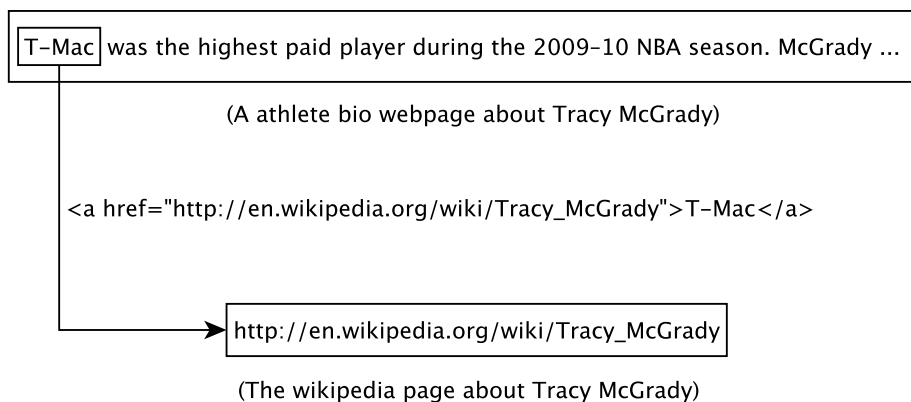 T-Mac was the highest paid player during the 2009-10 NBA season. McGrady ...
(A athlete bio webpage about Tracy McGrady)
<a href="http://en.wikipedia.org/wiki/Tracy_McGrady">T-Mac</a>
http://en.wikipedia.org/wiki/Tracy_McGrady
(The wikipedia page about Tracy McGrady)